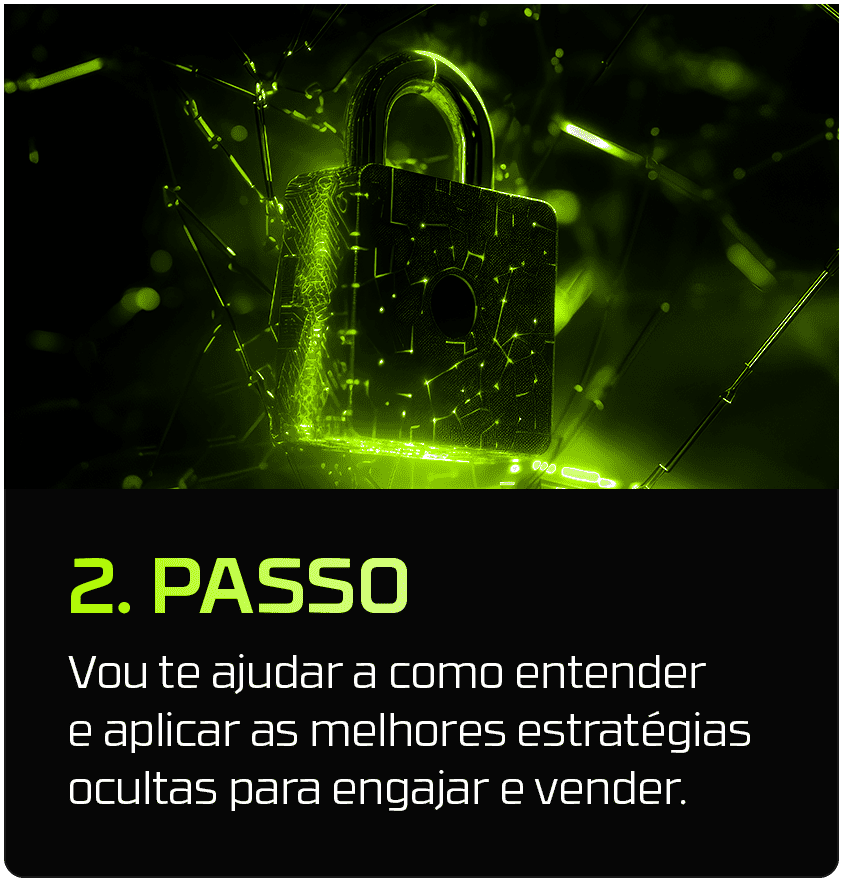 2. PASSO
Vou te ajudar a como entender
e aplicar as melhores estratégias
ocultas para engajar e vender.